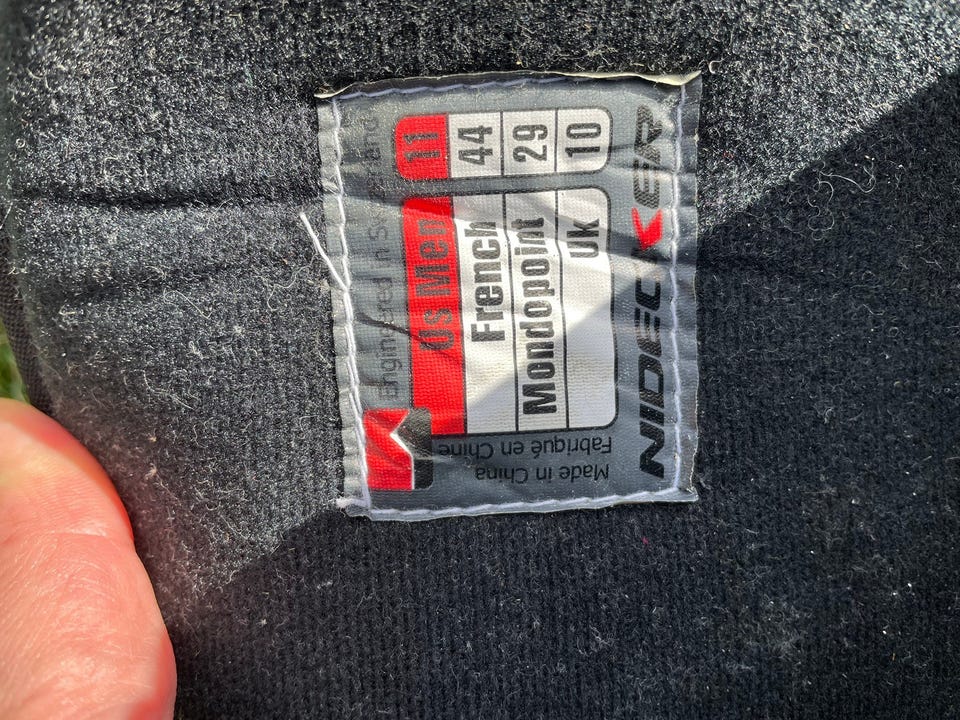 Engineered in Switzerland
Us Men 11
French 44
Mondopoint 29
Uk 10
NIDECKER
Made in China
Fabriqué en Chine